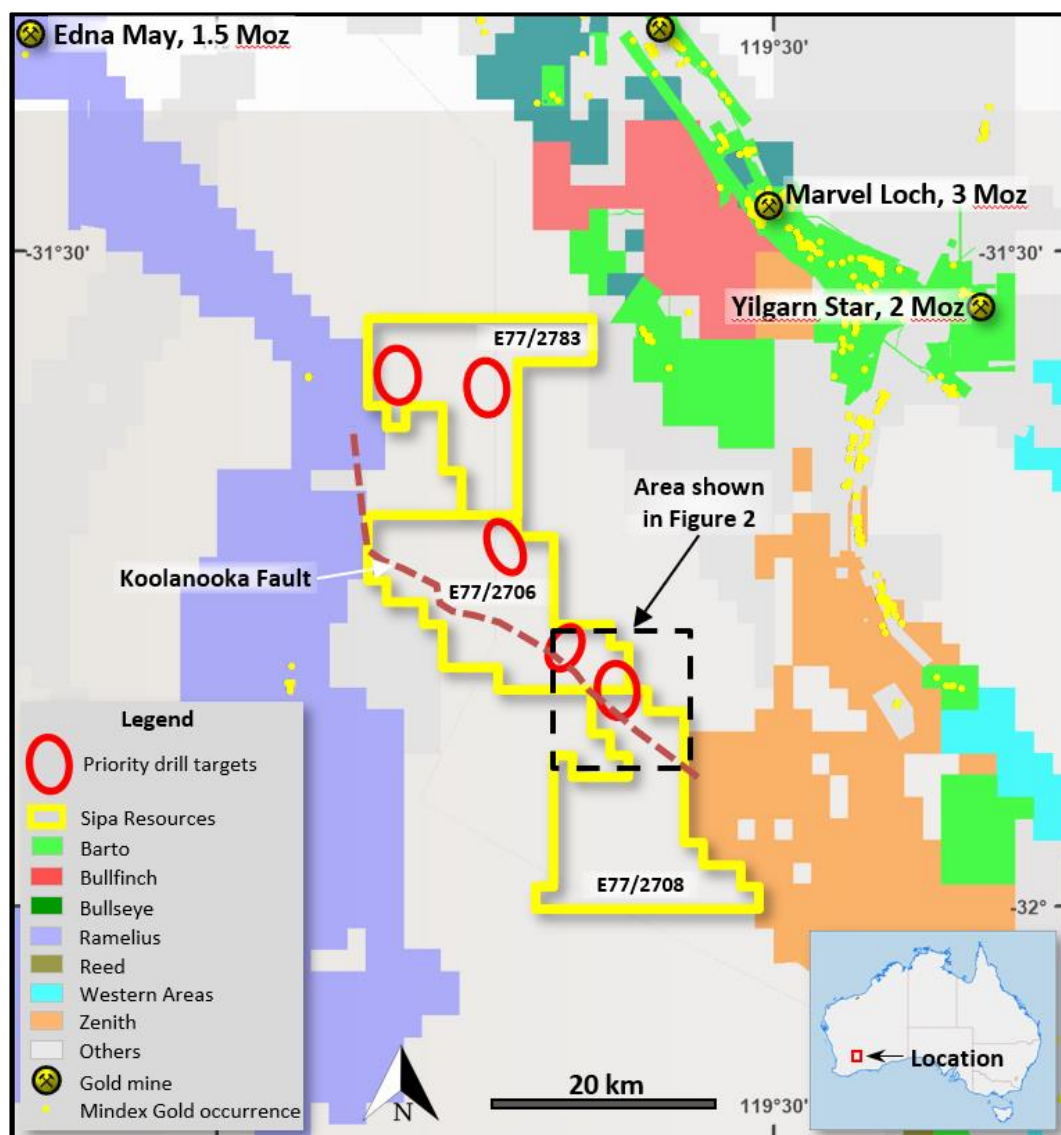 Edna May, 1.5 Moz
119°30'
Marvel Loch, 3 Moz
-31°30'
-31°30'
Yilgarn Star, 2 Moz
E77/2783
Area shown
in Figure 2
Koolanooka Fault
E77/2706
E77/2708
-32°
Legend
Priority drill targets
Sipa Resources
Barto
Bullfinch
Bullseye
Ramelius
Reed
Western Areas
Zenith
Others
Gold mine
Mindex Gold occurrence
N
20 km
119°30'
Location